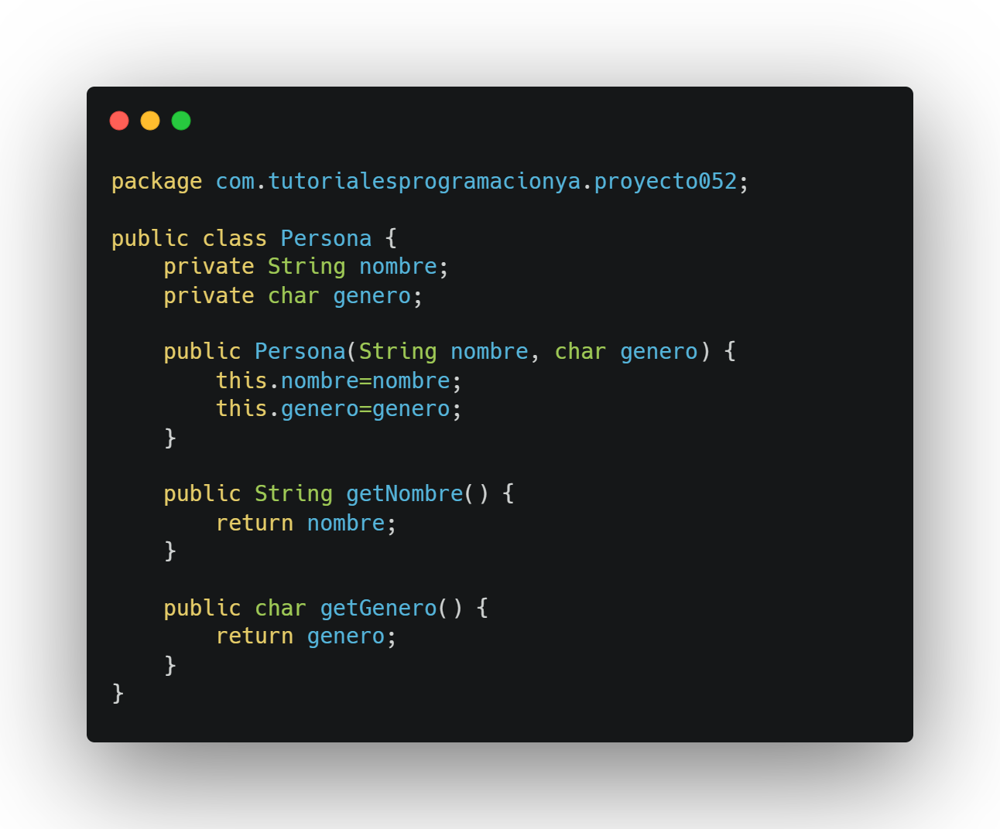 package com.tutorialesprogramacionya.proyecto052;

public class Persona {
    private String nombre;
    private char genero;

    public Persona(String nombre, char genero) {
        this.nombre=nombre;
        this.genero=genero;
    }

    public String getNombre() {
        return nombre;
    }

    public char getGenero() {
        return genero;
    }
}